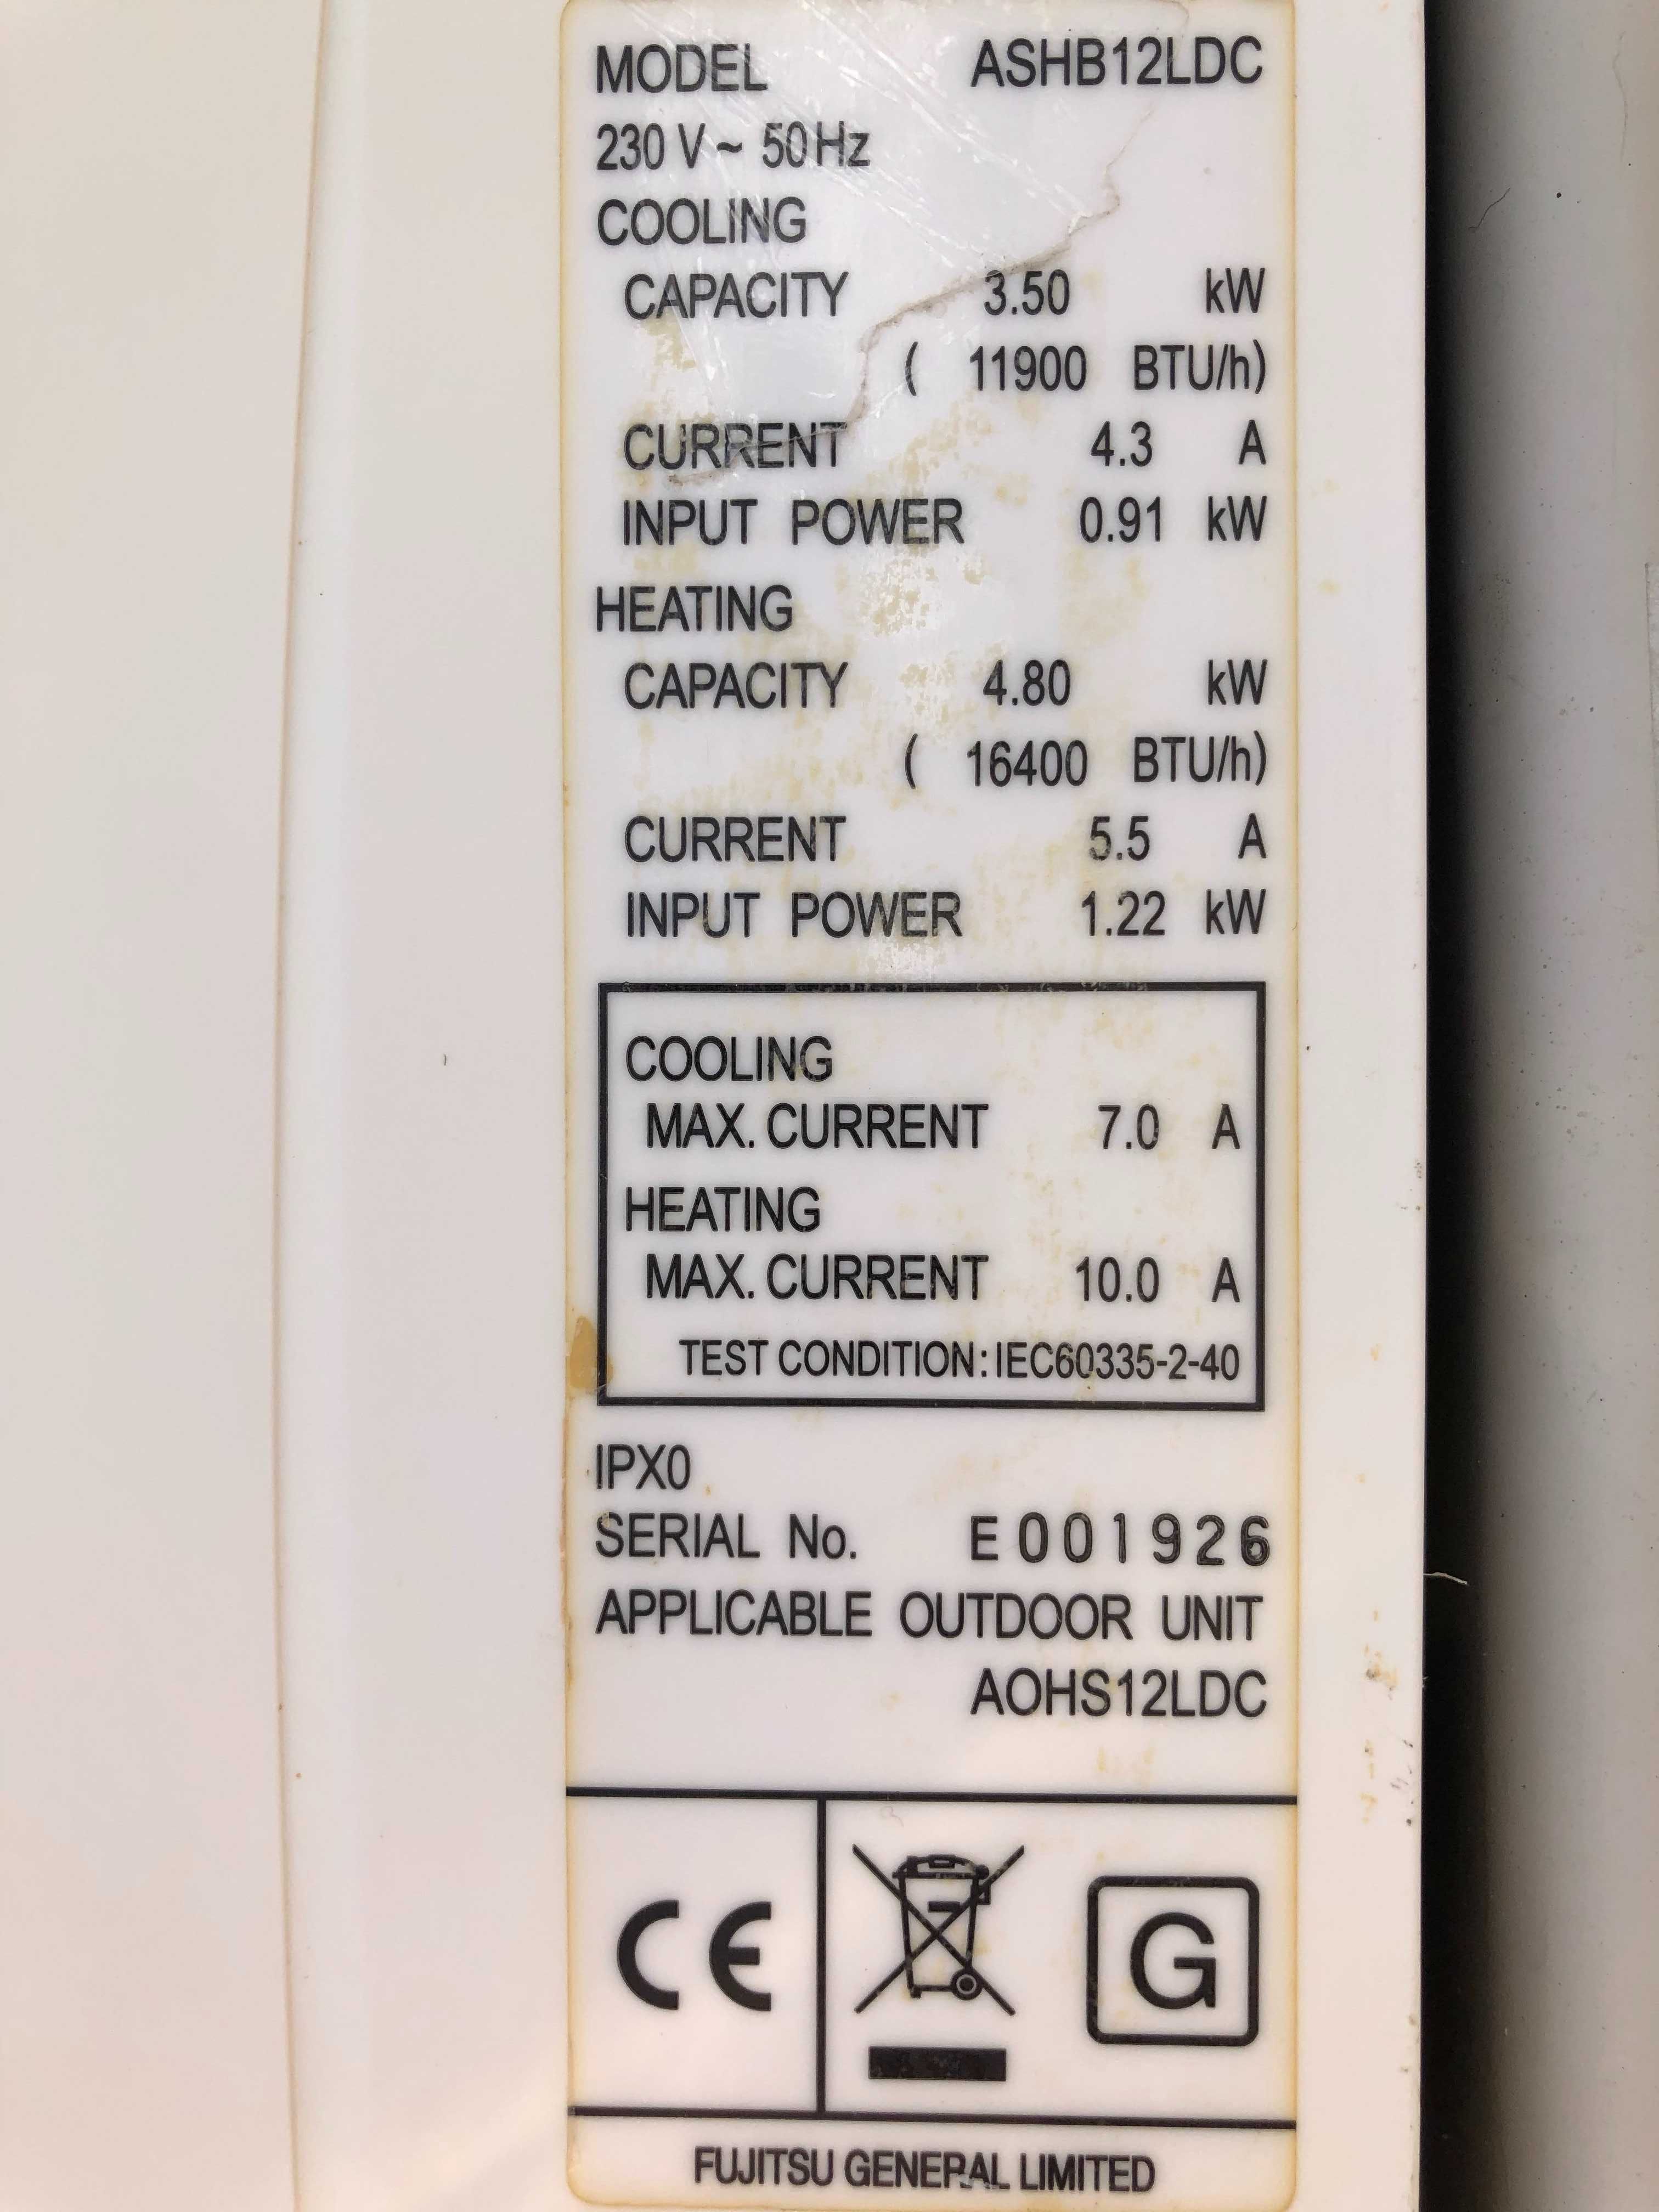 MODEL ASHB12LDC
230 V ~ 50 Hz
COOLING
CAPACITY 3.50 kW
( 11900 BTU/h)
CURRENT 4.3 A
INPUT POWER 0.91 kW
HEATING
CAPACITY 4.80 kW
( 16400 BTU/h)
CURRENT 5.5 A
INPUT POWER 1.22 kW
COOLING
MAX. CURRENT 7.0 A
HEATING
MAX. CURRENT 10.0 A
TEST CONDITION: IEC60335-2-40
IPX0
SERIAL No. E001926
APPLICABLE OUTDOOR UNIT
AOHS12LDC
CE G
FUJITSU GENERAL LIMITED